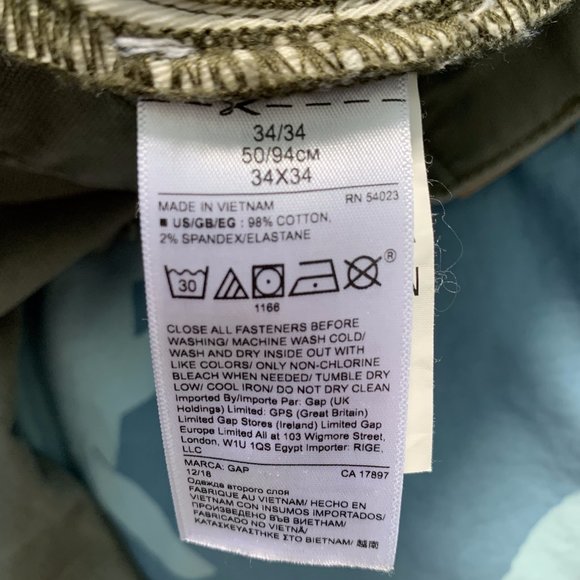 34/34
50/94CM
34X34
MADE IN VIETNAM RN 54023
■ US/GB/EG : 98% COTTON,
2% SPANDEX/ELASTANE
30
®
1166
CLOSE ALL FASTENERS BEFORE
WASHING/ MACHINE WASH COLD/
WASH AND DRY INSIDE OUT WITH
LIKE COLORS/ ONLY NON-CHLORINE
BLEACH WHEN NEEDED/ TUMBLE DRY
LOW/ COOL IRON/ DO NOT DRY CLEAN
Imported By/Importe Par: Gap (UK
Holdings) Limited: GPS (Great Britain)
Limited Gap Stores (Ireland) Limited Gap
Europe Limited All at 103 Wigmore Street,
London, W1U 1QS Egypt Importer: RIGE,
LLC
MARCA: GAP CA 17897
12/18
Одежда второго слоя
FABRIQUÉ AU VIETNAM/ HECHO EN
VIETNAM CON INSUMOS IMPORTADOS/
ПРОИЗВЕДЕНО ВЪВ ВИЕТНАМ/
FABRICADO NO VIETNÃ/
ΚΑΤΑΣΚΕΥΑΣΤΗΚΕ ΣΤΟ ΒΙΕΤΝΑΜ/ 越南